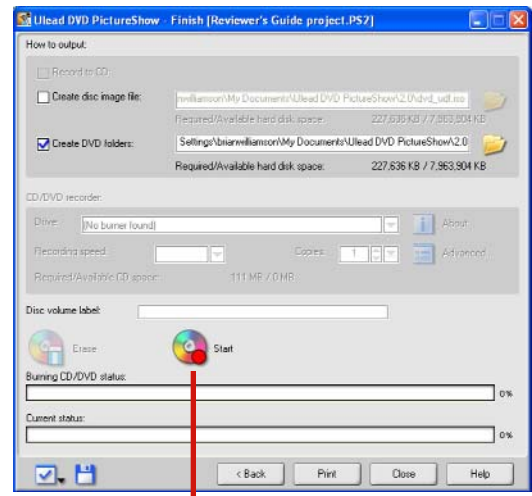 Ulead DVD PictureShow - Finish [Reviewer's Guide project.PS2]
How to output:
Record to CD:
Create disc image file:
nwilliamson\My Documents\Ulead DVD PictureShow\2.0\dvd_udf.iso
Required/Available hard disk space: 227,636 KB / 7,963,904 KB
Create DVD folders:
Settings\brianwilliamson\My Documents\Ulead DVD PictureShow\2.0
Required/Available hard disk space: 227,636 KB / 7,963,904 KB
CD/DVD recorder:
Drive: (No burner found) About
Recording speed: Copies: 1 Advanced
Required/Available CD space: 111 MB / 0 MB
Disc volume label:
Erase Start
Burning CD/DVD status:
0%
Current status:
0%
< Back Print Close Help